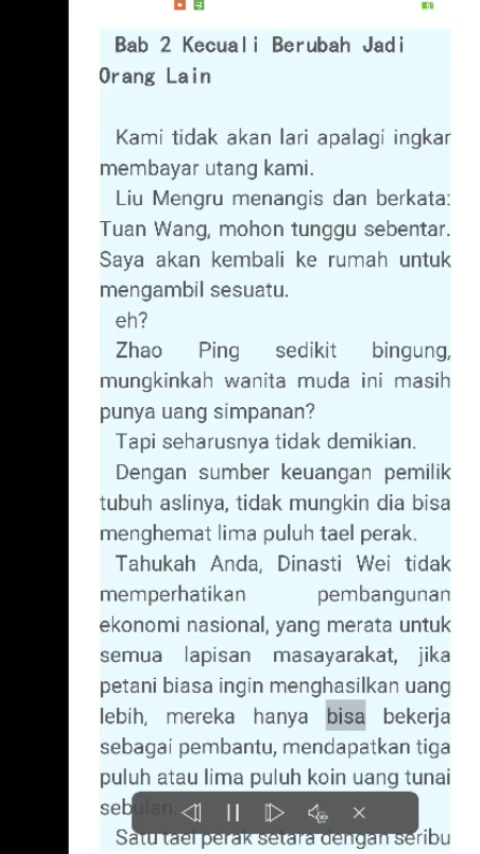 Bab 2 Kecuali Berubah Jadi
Orang Lain
Kami tidak akan lari apalagi ingkar
membayar utang kami.
Liu Mengru menangis dan berkata:
Tuan Wang, mohon tunggu sebentar.
Saya akan kembali ke rumah untuk
mengambil sesuatu.
eh?
Zhao Ping sedikit bingung,
mungkinkah wanita muda ini masih
punya uang simpanan?
Tapi seharusnya tidak demikian.
Dengan sumber keuangan pemilik
tubuh aslinya, tidak mungkin dia bisa
menghemat lima puluh tael perak.
Tahukah Anda, Dinasti Wei tidak
memperhatikan pembangunan
ekonomi nasional, yang merata untuk
semua lapisan masayarakat, jika
petani biasa ingin menghasilkan uang
lebih, mereka hanya bisa bekerja
sebagai pembantu, mendapatkan tiga
puluh atau lima puluh koin uang tunai
sebulan.
Satu tael perak setara dengan seribu